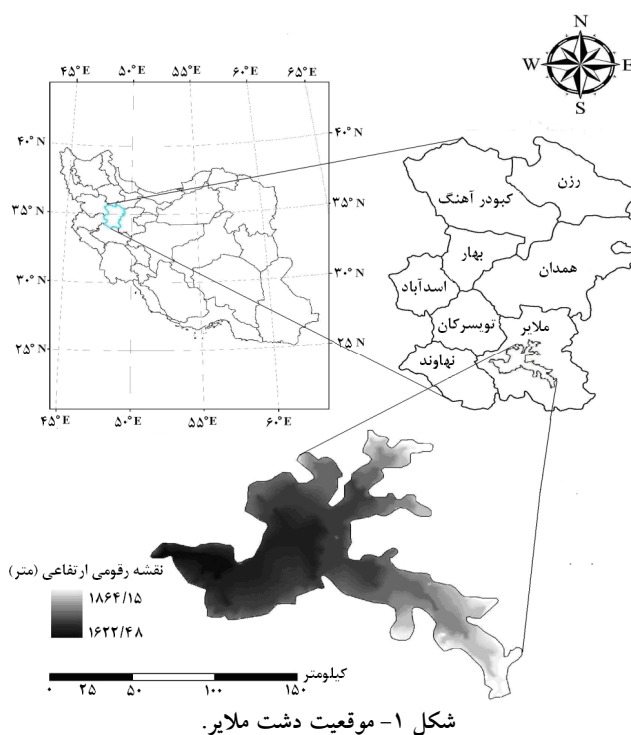 N
W E
S
۴۵°E ۵۰°E ۵۵°E ۶۰°E ۶۵°E
۴۰°N ۴۰°N
۳۵°N ۳۵°N
۳۰°N ۳۰°N
۲۵°N ۲۵°N
۴۵°E ۵۰°E ۵۵°E ۶۰°E
رزن
کبودر آهنگ
بهار
همدان
اسدآباد
تویسرکان
ملایر
نهاوند
نقشه رقومی ارتفاعی (متر)
۱۸۶۴/۱۵
۱۶۲۲/۴۸
کیلومتر
۰ ۲۵ ۵۰ ۱۰۰ ۱۵۰
شکل ۱- موقعیت دشت ملایر.